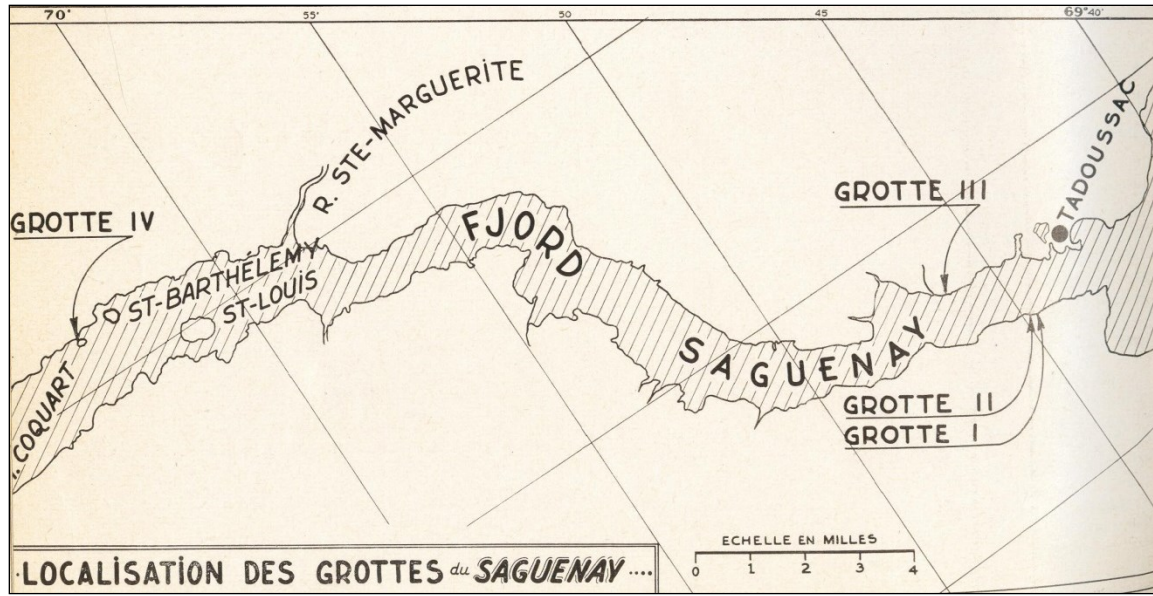 70°
55'
50
45
69° 40'
R. STE-MARGUERITE
GROTTE IV
ST-BARTHÉLEMY
ST-LOUIS
FJORD
SAGUENAY
GROTTE III
TADOUSSAC
GROTTE II
GROTTE I
COQUART
ECHELLE EN MILLES
0 1 2 3 4
LOCALISATION DES GROTTES du SAGUENAY ....